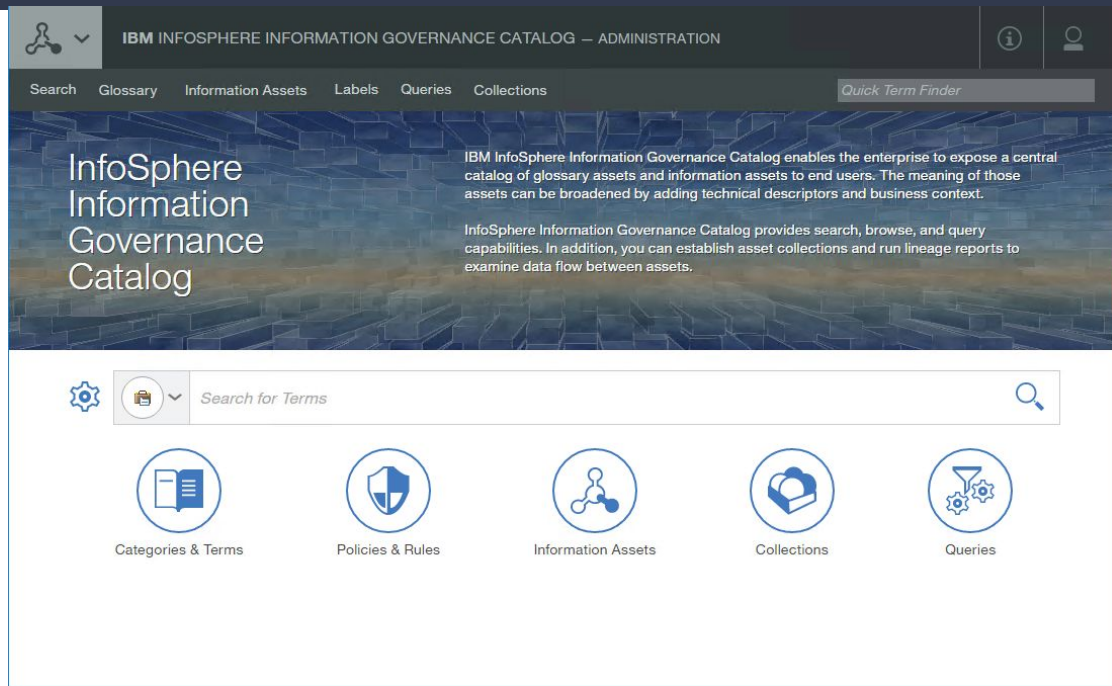 IBM INFOSPHERE INFORMATION GOVERNANCE CATALOG – ADMINISTRATION
Search Glossary Information Assets Labels Queries Collections Quick Term Finder
InfoSphere
Information
Governance
Catalog
IBM InfoSphere Information Governance Catalog enables the enterprise to expose a central
catalog of glossary assets and information assets to end users. The meaning of those
assets can be broadened by adding technical descriptors and business context.
InfoSphere Information Governance Catalog provides search, browse, and query
capabilities. In addition, you can establish asset collections and run lineage reports to
examine data flow between assets.
Search for Terms
Categories & Terms Policies & Rules Information Assets Collections Queries